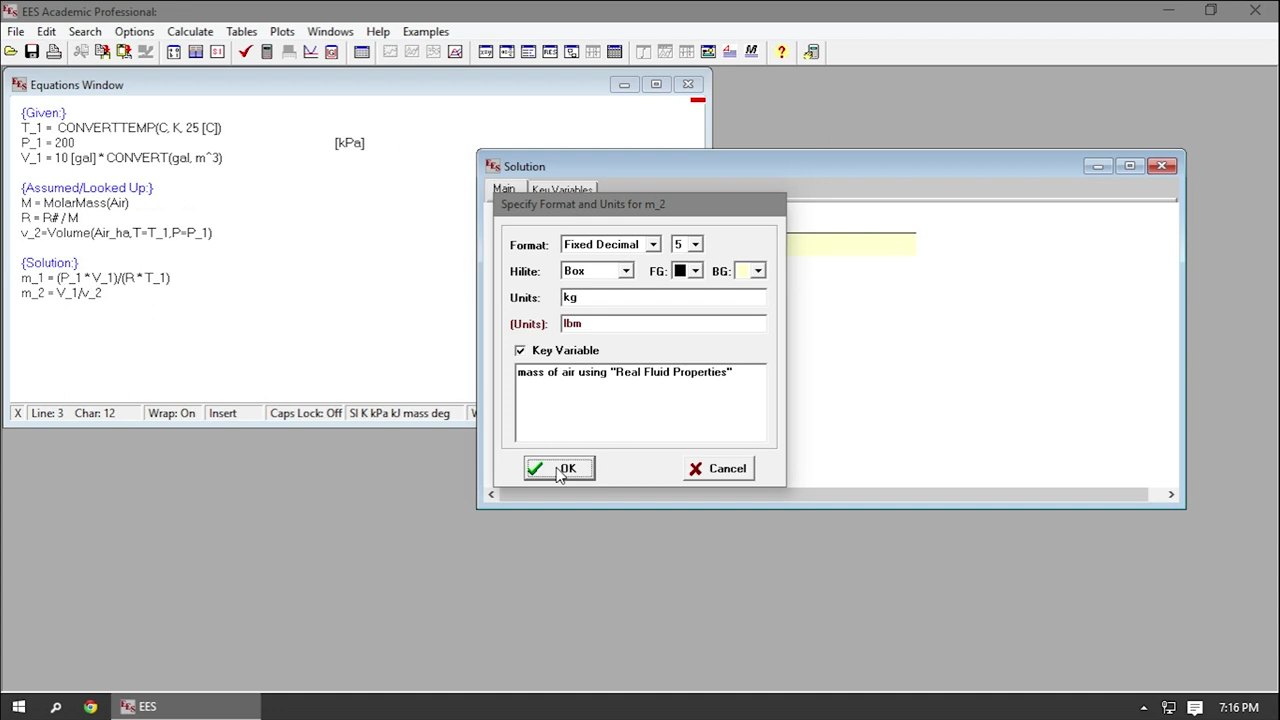 EES Academic Professional:
File Edit Search Options Calculate Tables Plots Windows Help Examples
EES Equations Window
{Given:}
T_1 = CONVERTTEMP(C, K, 25 [C])
P_1 = 200 [kPa]
V_1 = 10 [gal] * CONVERT(gal, m^3)
{Assumed/Looked Up:}
M = MolarMass(Air)
R = R# / M
v_2=Volume(Air_ha,T=T_1,P=P_1)
{Solution:}
m_1 = (P_1 * V_1)/(R * T_1)
m_2 = V_1/v_2
X Line: 3 Char: 12 Wrap: On Insert Caps Lock: Off SI K kPa kJ mass deg
EES Solution
Main Key Variables
Specify Format and Units for m_2
Format: Fixed Decimal 5
Hilite: Box FG: BG:
Units: kg
[Units]: lbm
Key Variable
mass of air using "Real Fluid Properties"
OK Cancel
EES 7:16 PM